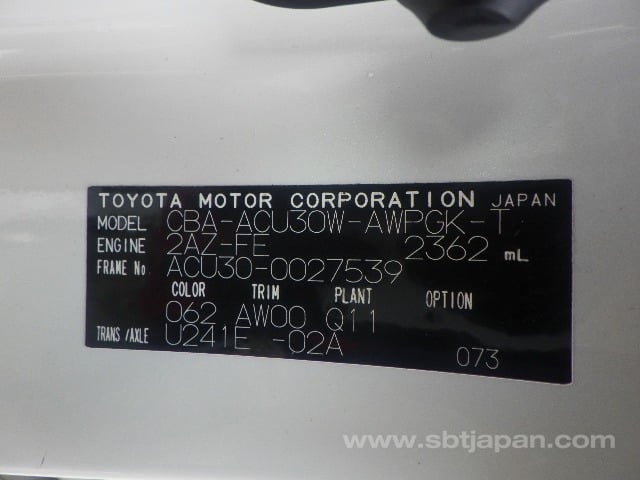 TOYOTA MOTOR CORPORATION JAPAN
MODEL CBA-ACU30W-AWPGK-T
ENGINE 2AZ-FE 2362 mL
FRAME No. ACU30-0027539
COLOR TRIM PLANT OPTION
062 AW00 Q11
TRANS/AXLE U241E -02A
073
www.sbtjapan.com